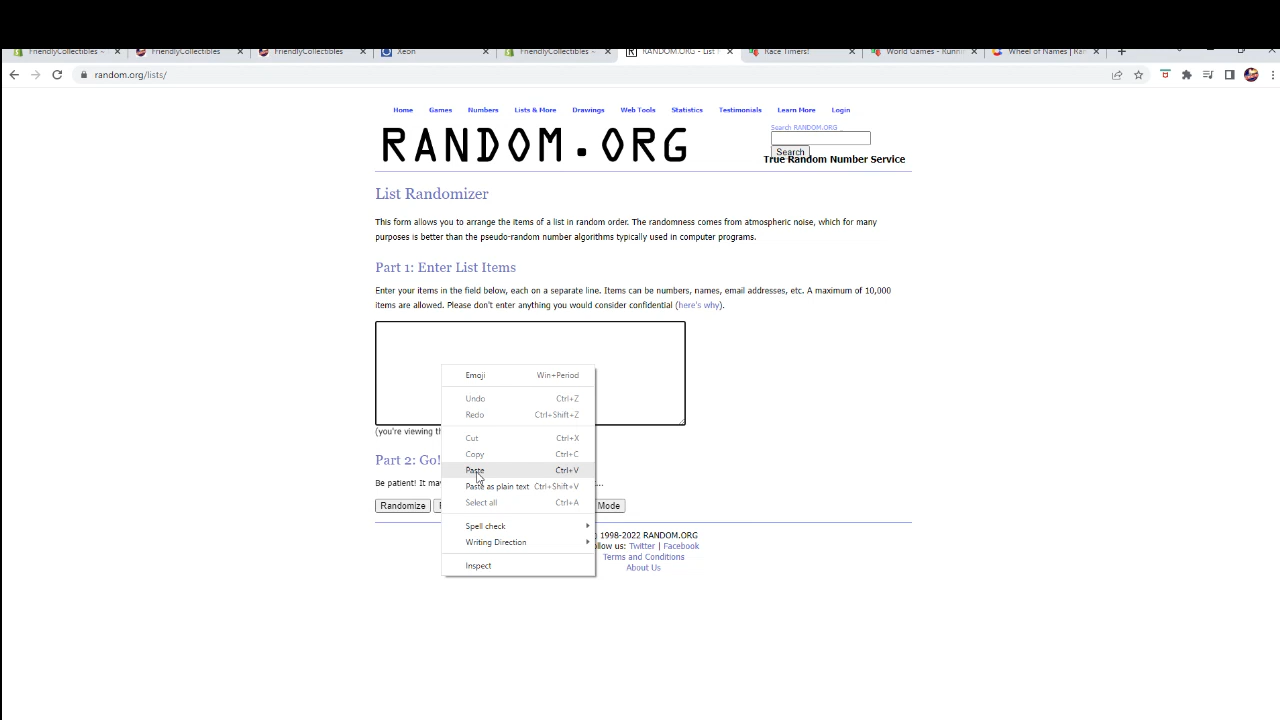 FriendlyCollectibles -
FriendlyCollectibles
FriendlyCollectibles
Xeon
FriendlyCollectibles -
RANDOM.ORG - List
Race Timers!
World Games - Runni
Wheel of Names | Ra
random.org/lists/
Home Games Numbers Lists & More Drawings Web Tools Statistics Testimonials Learn More Login
Search RANDOM.ORG
RANDOM.ORG
Search
True Random Number Service
List Randomizer
This form allows you to arrange the items of a list in random order. The randomness comes from atmospheric noise, which for many
purposes is better than the pseudo-random number algorithms typically used in computer programs.
Part 1: Enter List Items
Enter your items in the field below, each on a separate line. Items can be numbers, names, email addresses, etc. A maximum of 10,000
items are allowed. Please don't enter anything you would consider confidential (here's why).
Emoji Win+Period
Undo Ctrl+Z
Redo Ctrl+Shift+Z
Cut Ctrl+X
Copy Ctrl+C
Paste Ctrl+V
Paste as plain text Ctrl+Shift+V
Select all Ctrl+A
Spell check
Writing Direction
Inspect
(you're viewing th
Part 2: Go!
Be patient! It may
...
Randomize
Mode
1998-2022 RANDOM.ORG
llow us: Twitter | Facebook
Terms and Conditions
About Us